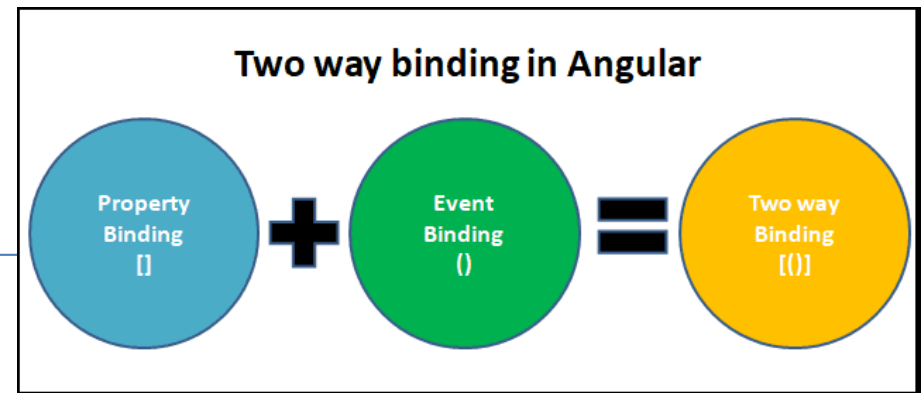 Two way binding in Angular
Property
Binding
[]
Event
Binding
()
Two way
Binding
[()]